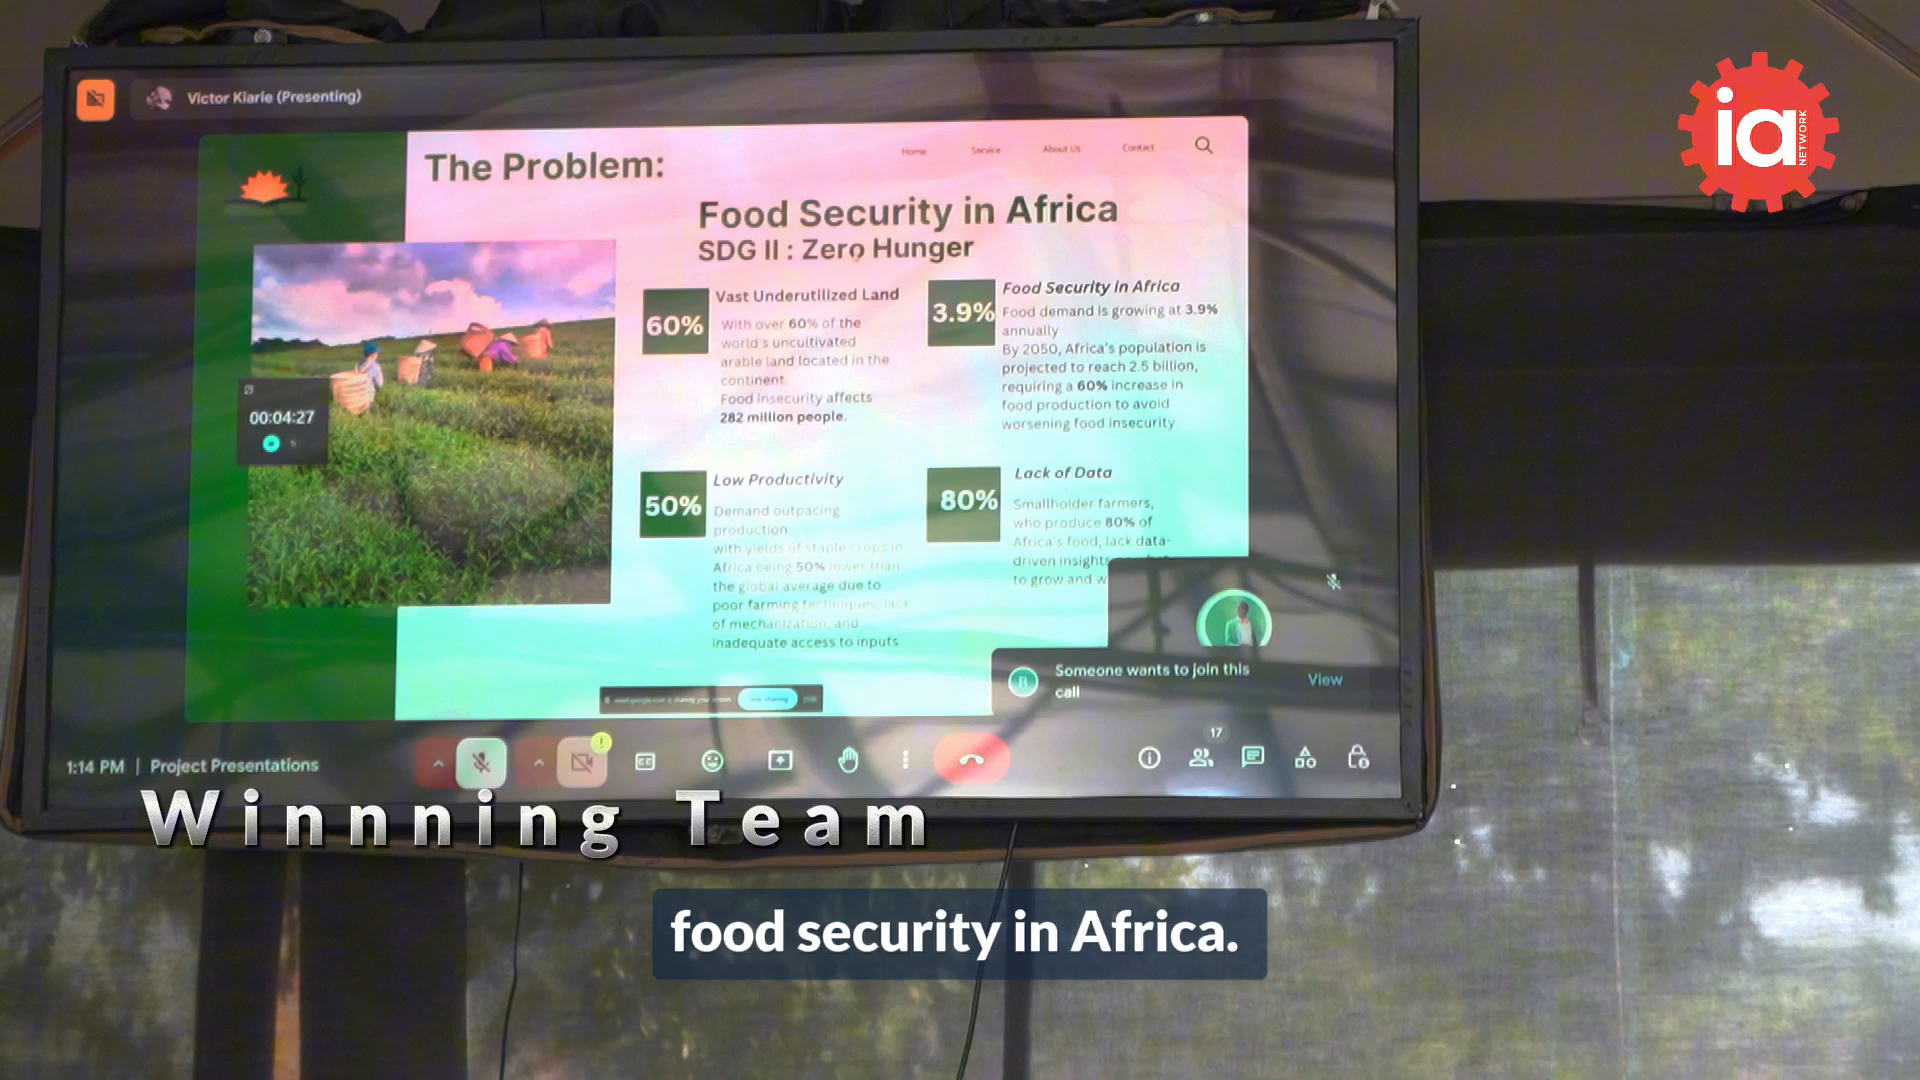 Victor Kiarie (Presenting)
ia
NETWORK
The Problem:
Home Service About Us Contact
Food Security in Africa
SDG II : Zero Hunger
60%
Vast Underutilized Land
With over 60% of the
world's uncultivated
arable land located in the
continent.
Food insecurity affects
282 million people.
3.9%
Food Security in Africa
Food demand is growing at 3.9%
annually
By 2050, Africa's population is
projected to reach 2.5 billion,
requiring a 60% increase in
food production to avoid
worsening food insecurity
00:04:27
50%
Low Productivity
Demand outpacing
production
with yields of staple crops in
Africa being 50% lower than
the global average due to
poor farming techniques, lack
of mechanization, and
inadequate access to inputs
80%
Lack of Data
Smallholder farmers,
who produce 80% of
Africa's food, lack data-
driven insights
to grow and
R
Someone wants to join this
call
View
17
1:14 PM | Project Presentations
CC
Winnning Team
food security in Africa.